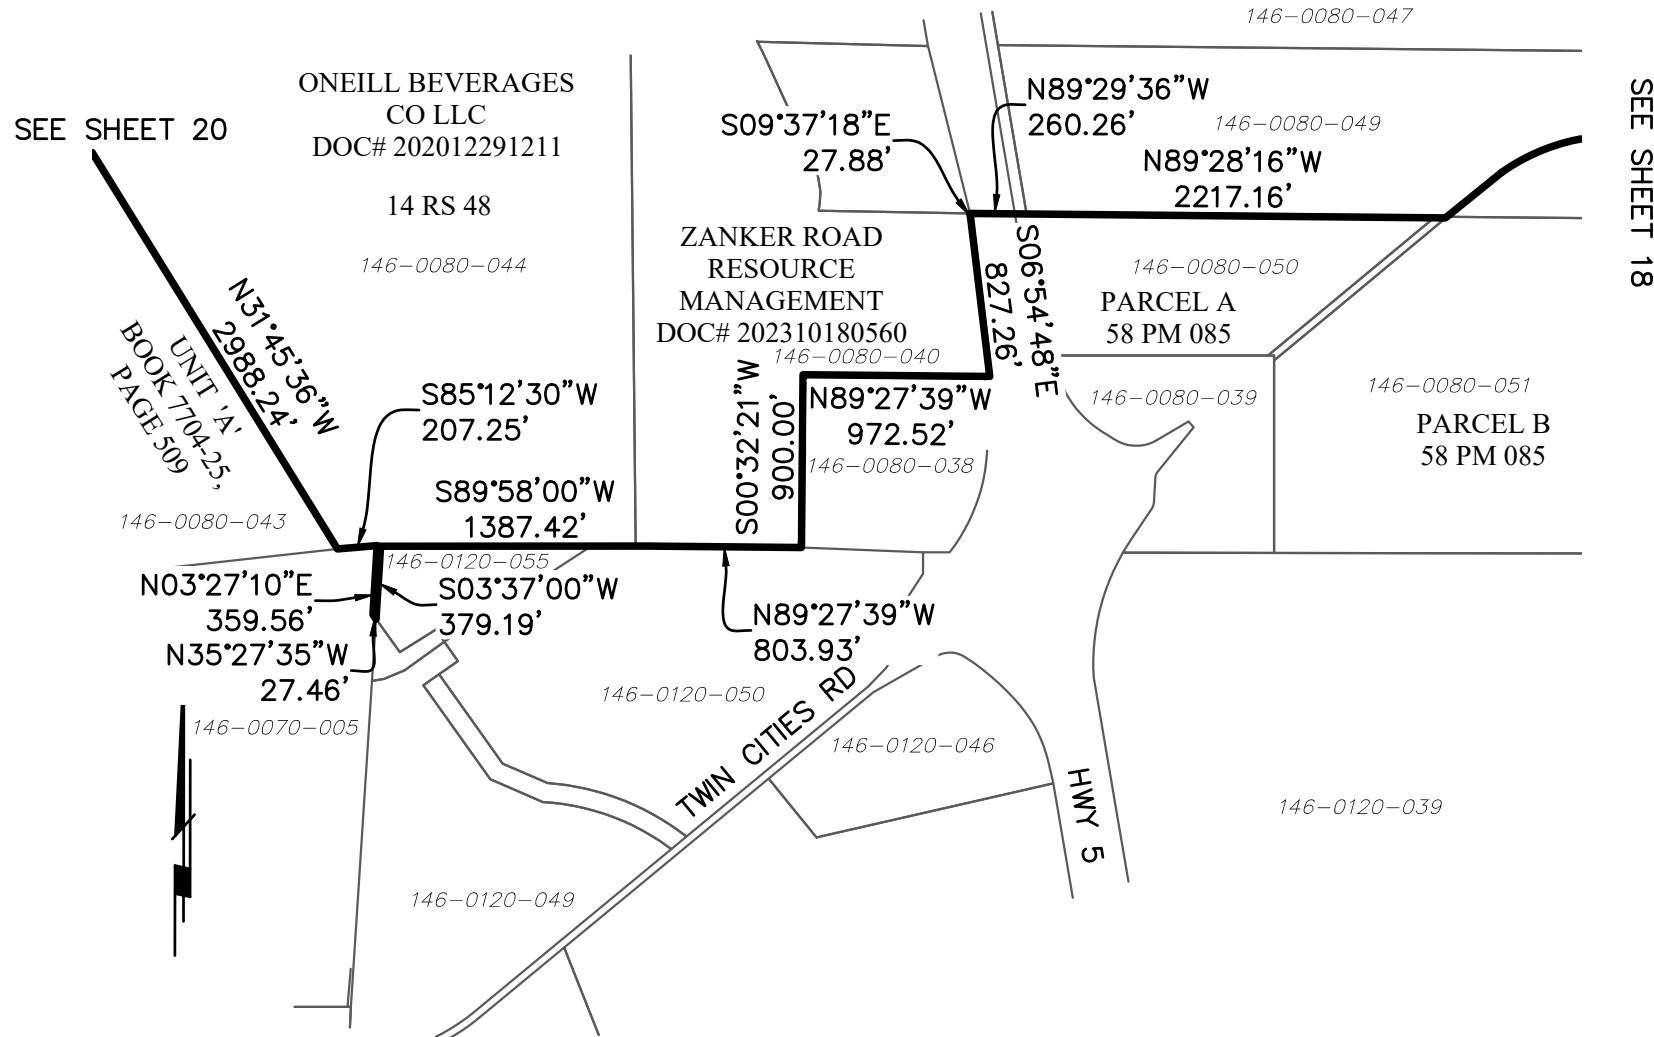 146-0080-047
SEE SHEET 20
ONEILL BEVERAGES
CO LLC
DOC# 202012291211
14 RS 48
146-0080-044
S09°37'18"E
27.88'
N89°29'36"W
260.26'
146-0080-049
N89°28'16"W
2217.16'
SEE SHEET 18
ZANKER ROAD
RESOURCE
MANAGEMENT
DOC# 202310180560
146-0080-040
S06°54'48"E
827.26'
146-0080-050
PARCEL A
58 PM 085
N31°45'36"W
2988.24'
UNIT 'A'
BOOK 7704-25,
PAGE 509
S85°12'30"W
207.25'
S00°32'21"W
900.00'
N89°27'39"W
972.52'
146-0080-038
146-0080-039
146-0080-051
PARCEL B
58 PM 085
S89°58'00"W
1387.42'
146-0080-043
146-0120-055
N03°27'10"E
359.56'
S03°37'00"W
379.19'
N89°27'39"W
803.93'
N35°27'35"W
27.46'
146-0120-050
146-0070-005
TWIN CITIES RD
146-0120-046
HWY 5
146-0120-039
146-0120-049